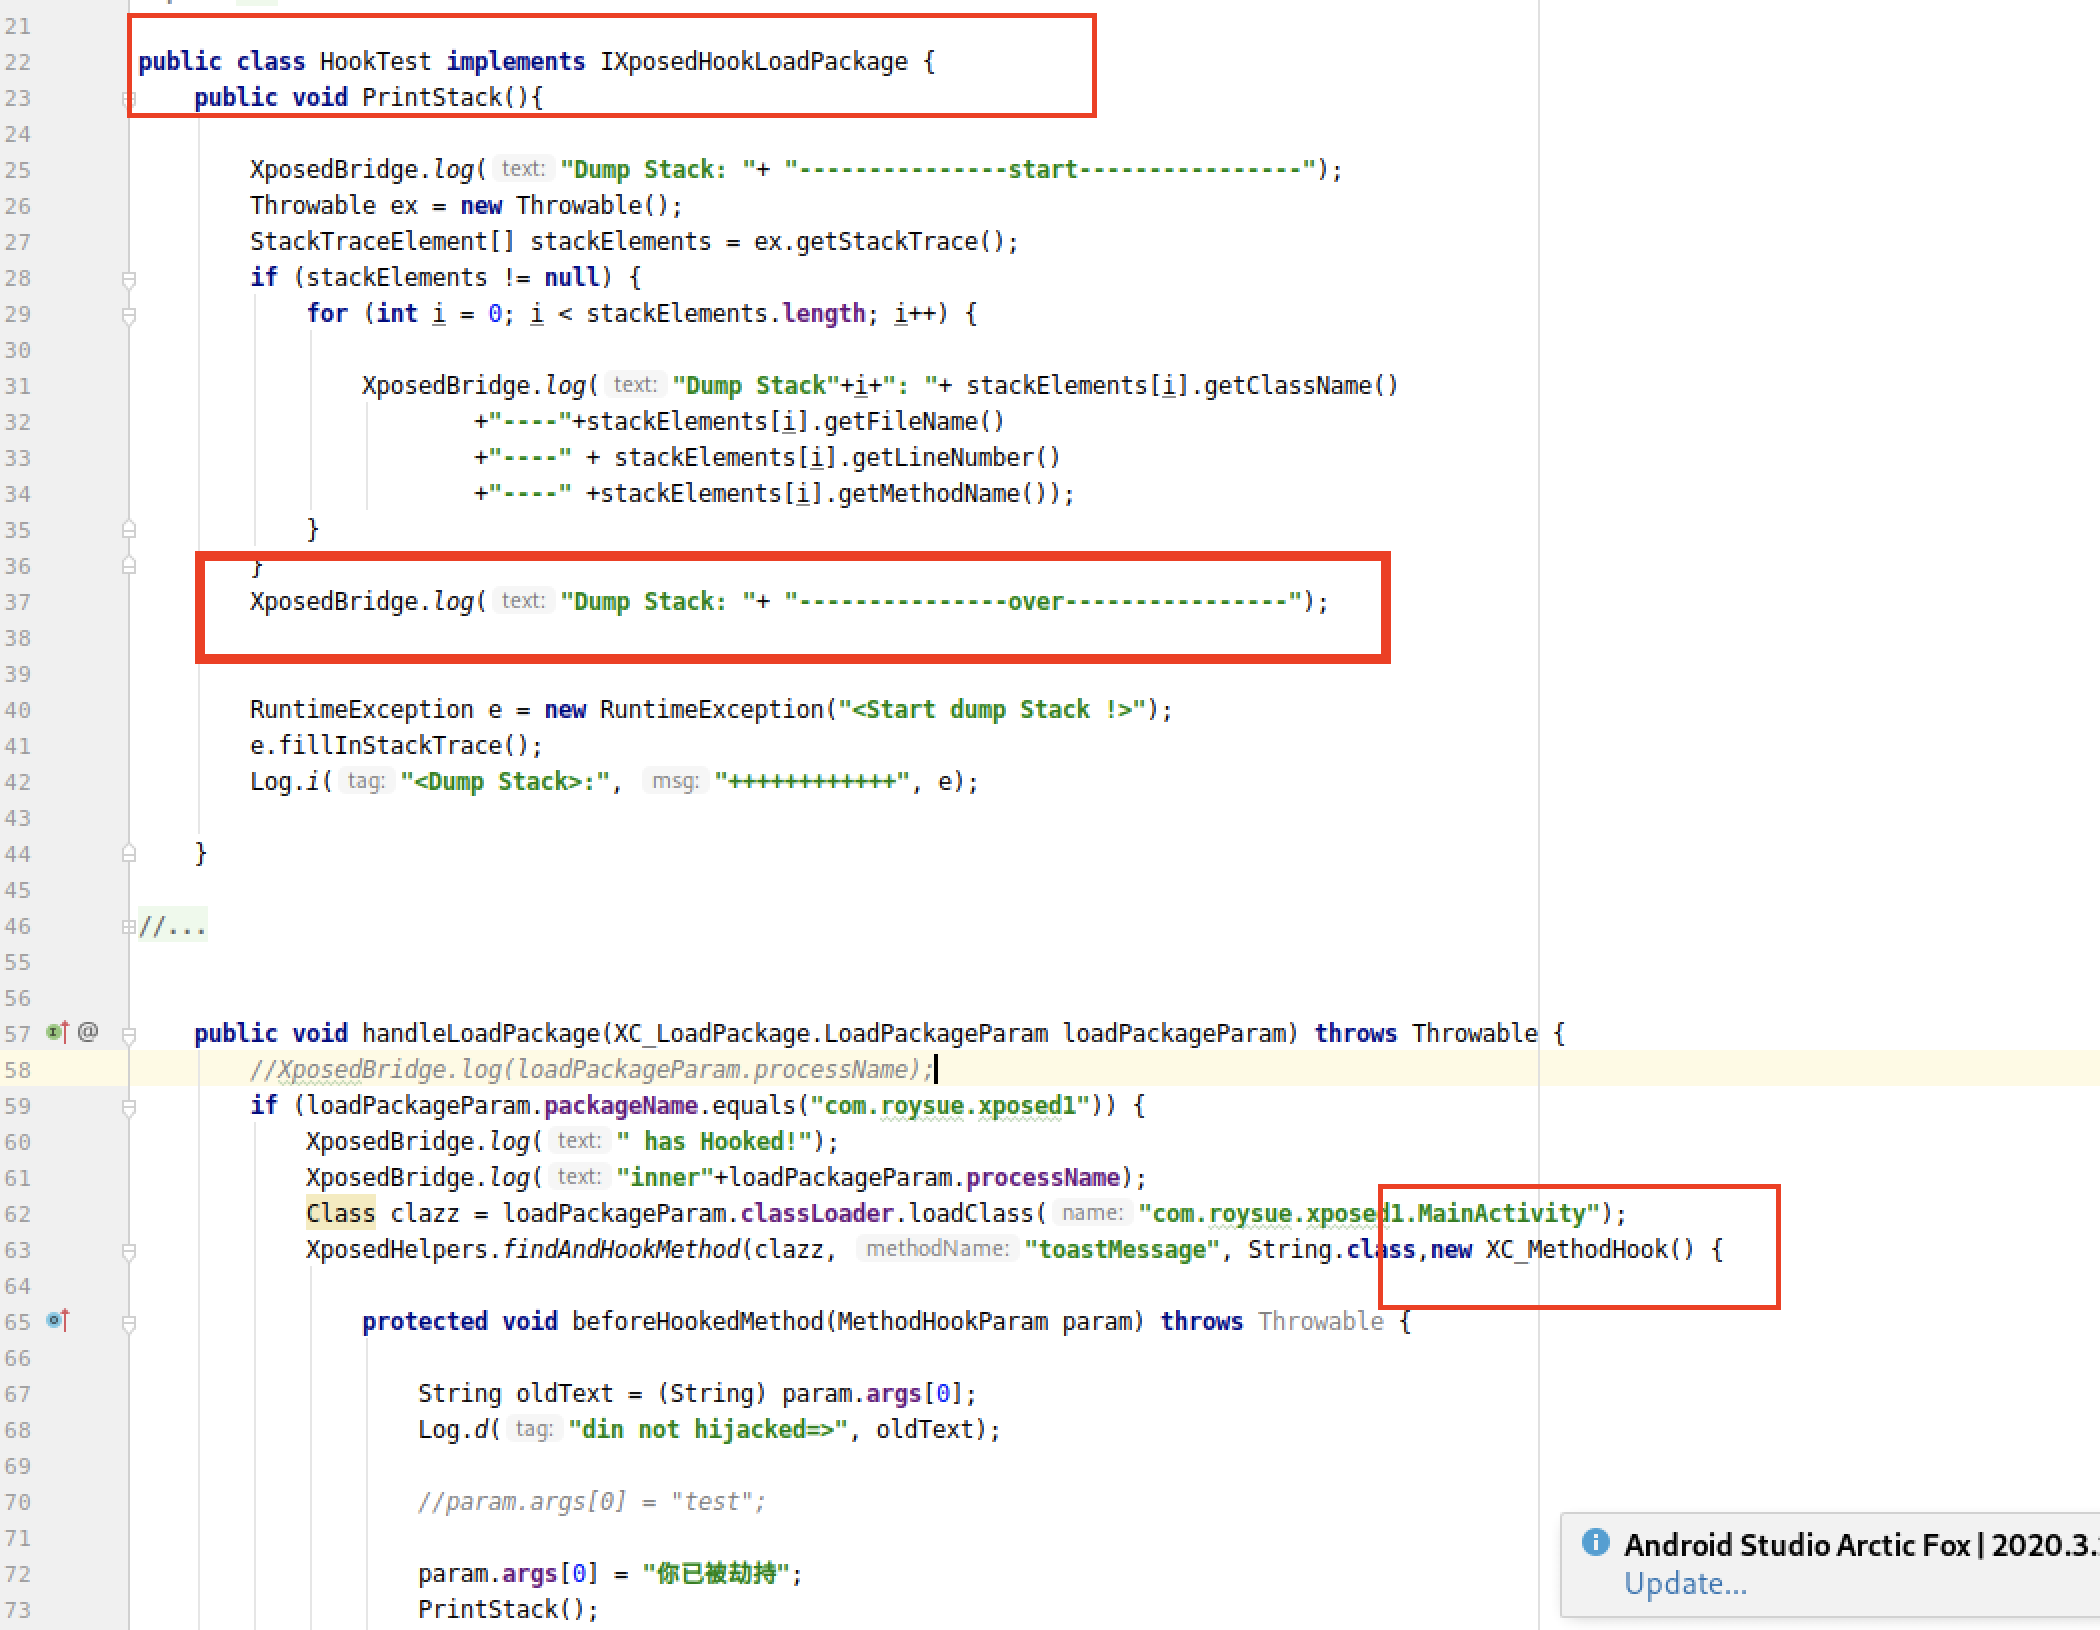 21
22 public class HookTest implements IXposedHookLoadPackage {
23 public void PrintStack(){
24
25 XposedBridge.log( text: "Dump Stack: "+ "---------------start----------------");
26 Throwable ex = new Throwable();
27 StackTraceElement[] stackElements = ex.getStackTrace();
28 if (stackElements != null) {
29 for (int i = 0; i < stackElements.length; i++) {
30
31 XposedBridge.log( text: "Dump Stack"+i+": "+ stackElements[i].getClassName()
32 +"----"+stackElements[i].getFileName()
33 +"----" + stackElements[i].getLineNumber()
34 +"----" +stackElements[i].getMethodName());
35 }
36 }
37 XposedBridge.log( text: "Dump Stack: "+ "---------------over----------------");
38
39
40 RuntimeException e = new RuntimeException("<Start dump Stack !>");
41 e.fillInStackTrace();
42 Log.i( tag: "<Dump Stack>:", msg: "++++++++++++", e);
43
44 }
45
46 //...
55
56
57 @ public void handleLoadPackage(XC_LoadPackage.LoadPackageParam loadPackageParam) throws Throwable {
58 //XposedBridge.log(loadPackageParam.processName);
59 if (loadPackageParam.packageName.equals("com.roysue.xposed1")) {
60 XposedBridge.log( text: " has Hooked!");
61 XposedBridge.log( text: "inner"+loadPackageParam.processName);
62 Class clazz = loadPackageParam.classLoader.loadClass( name: "com.roysue.xposed1.MainActivity");
63 XposedHelpers.findAndHookMethod(clazz, methodName: "toastMessage", String.class,new XC_MethodHook() {
64
65 protected void beforeHookedMethod(MethodHookParam param) throws Throwable {
66
67 String oldText = (String) param.args[0];
68 Log.d( tag: "din not hijacked=>", oldText);
69
70 //param.args[0] = "test";
71
72 param.args[0] = "你已被劫持";
73 PrintStack();
Android Studio Arctic Fox | 2020.3.
Update...